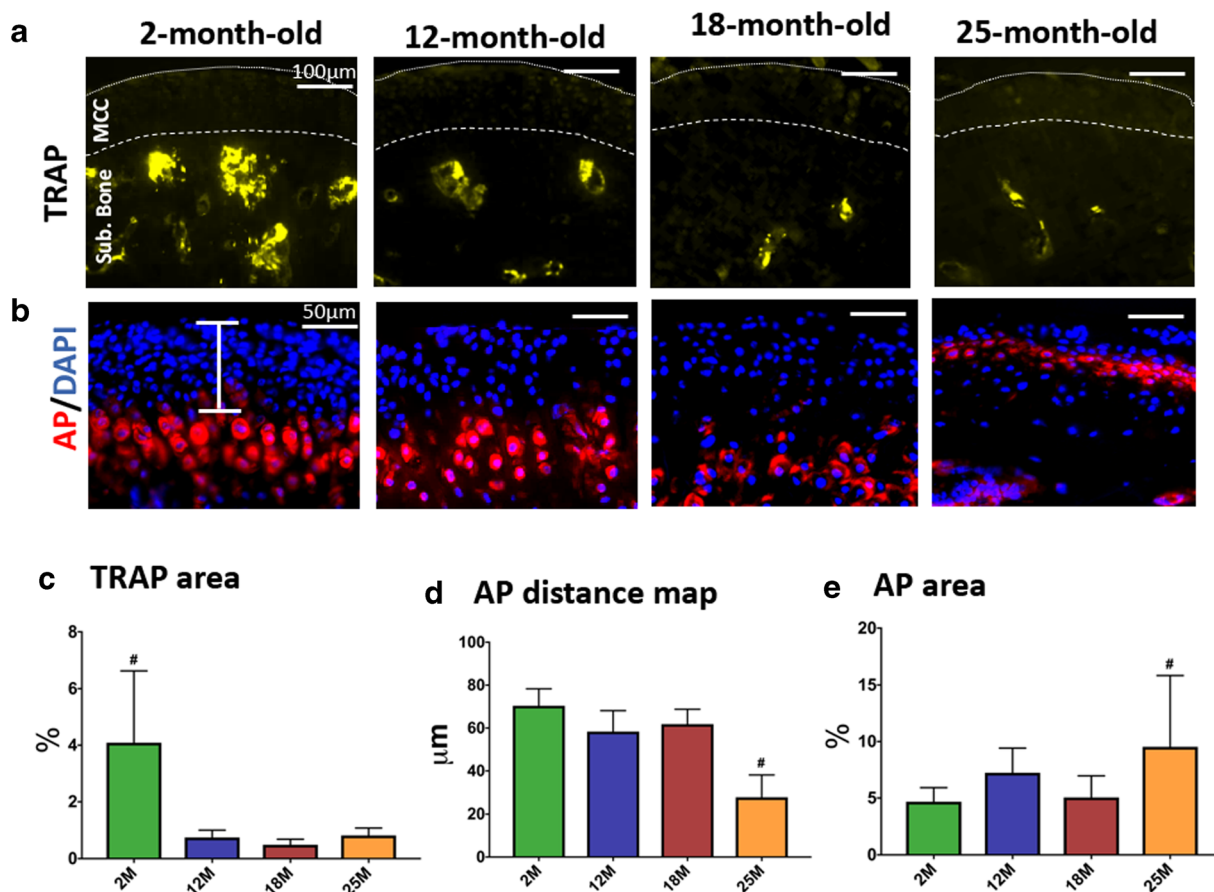 a
2-month-old
12-month-old
18-month-old
25-month-old
TRAP
100μm
MCC
Sub. Bone
b
AP/DAPI
50μm
c
TRAP area
%
8
6
4
2
0
#
2M
12M
18M
25M
d
AP distance map
μm
100
80
60
40
20
0
#
2M
12M
18M
25M
e
AP area
%
20
15
10
5
0
#
2M
12M
18M
25M